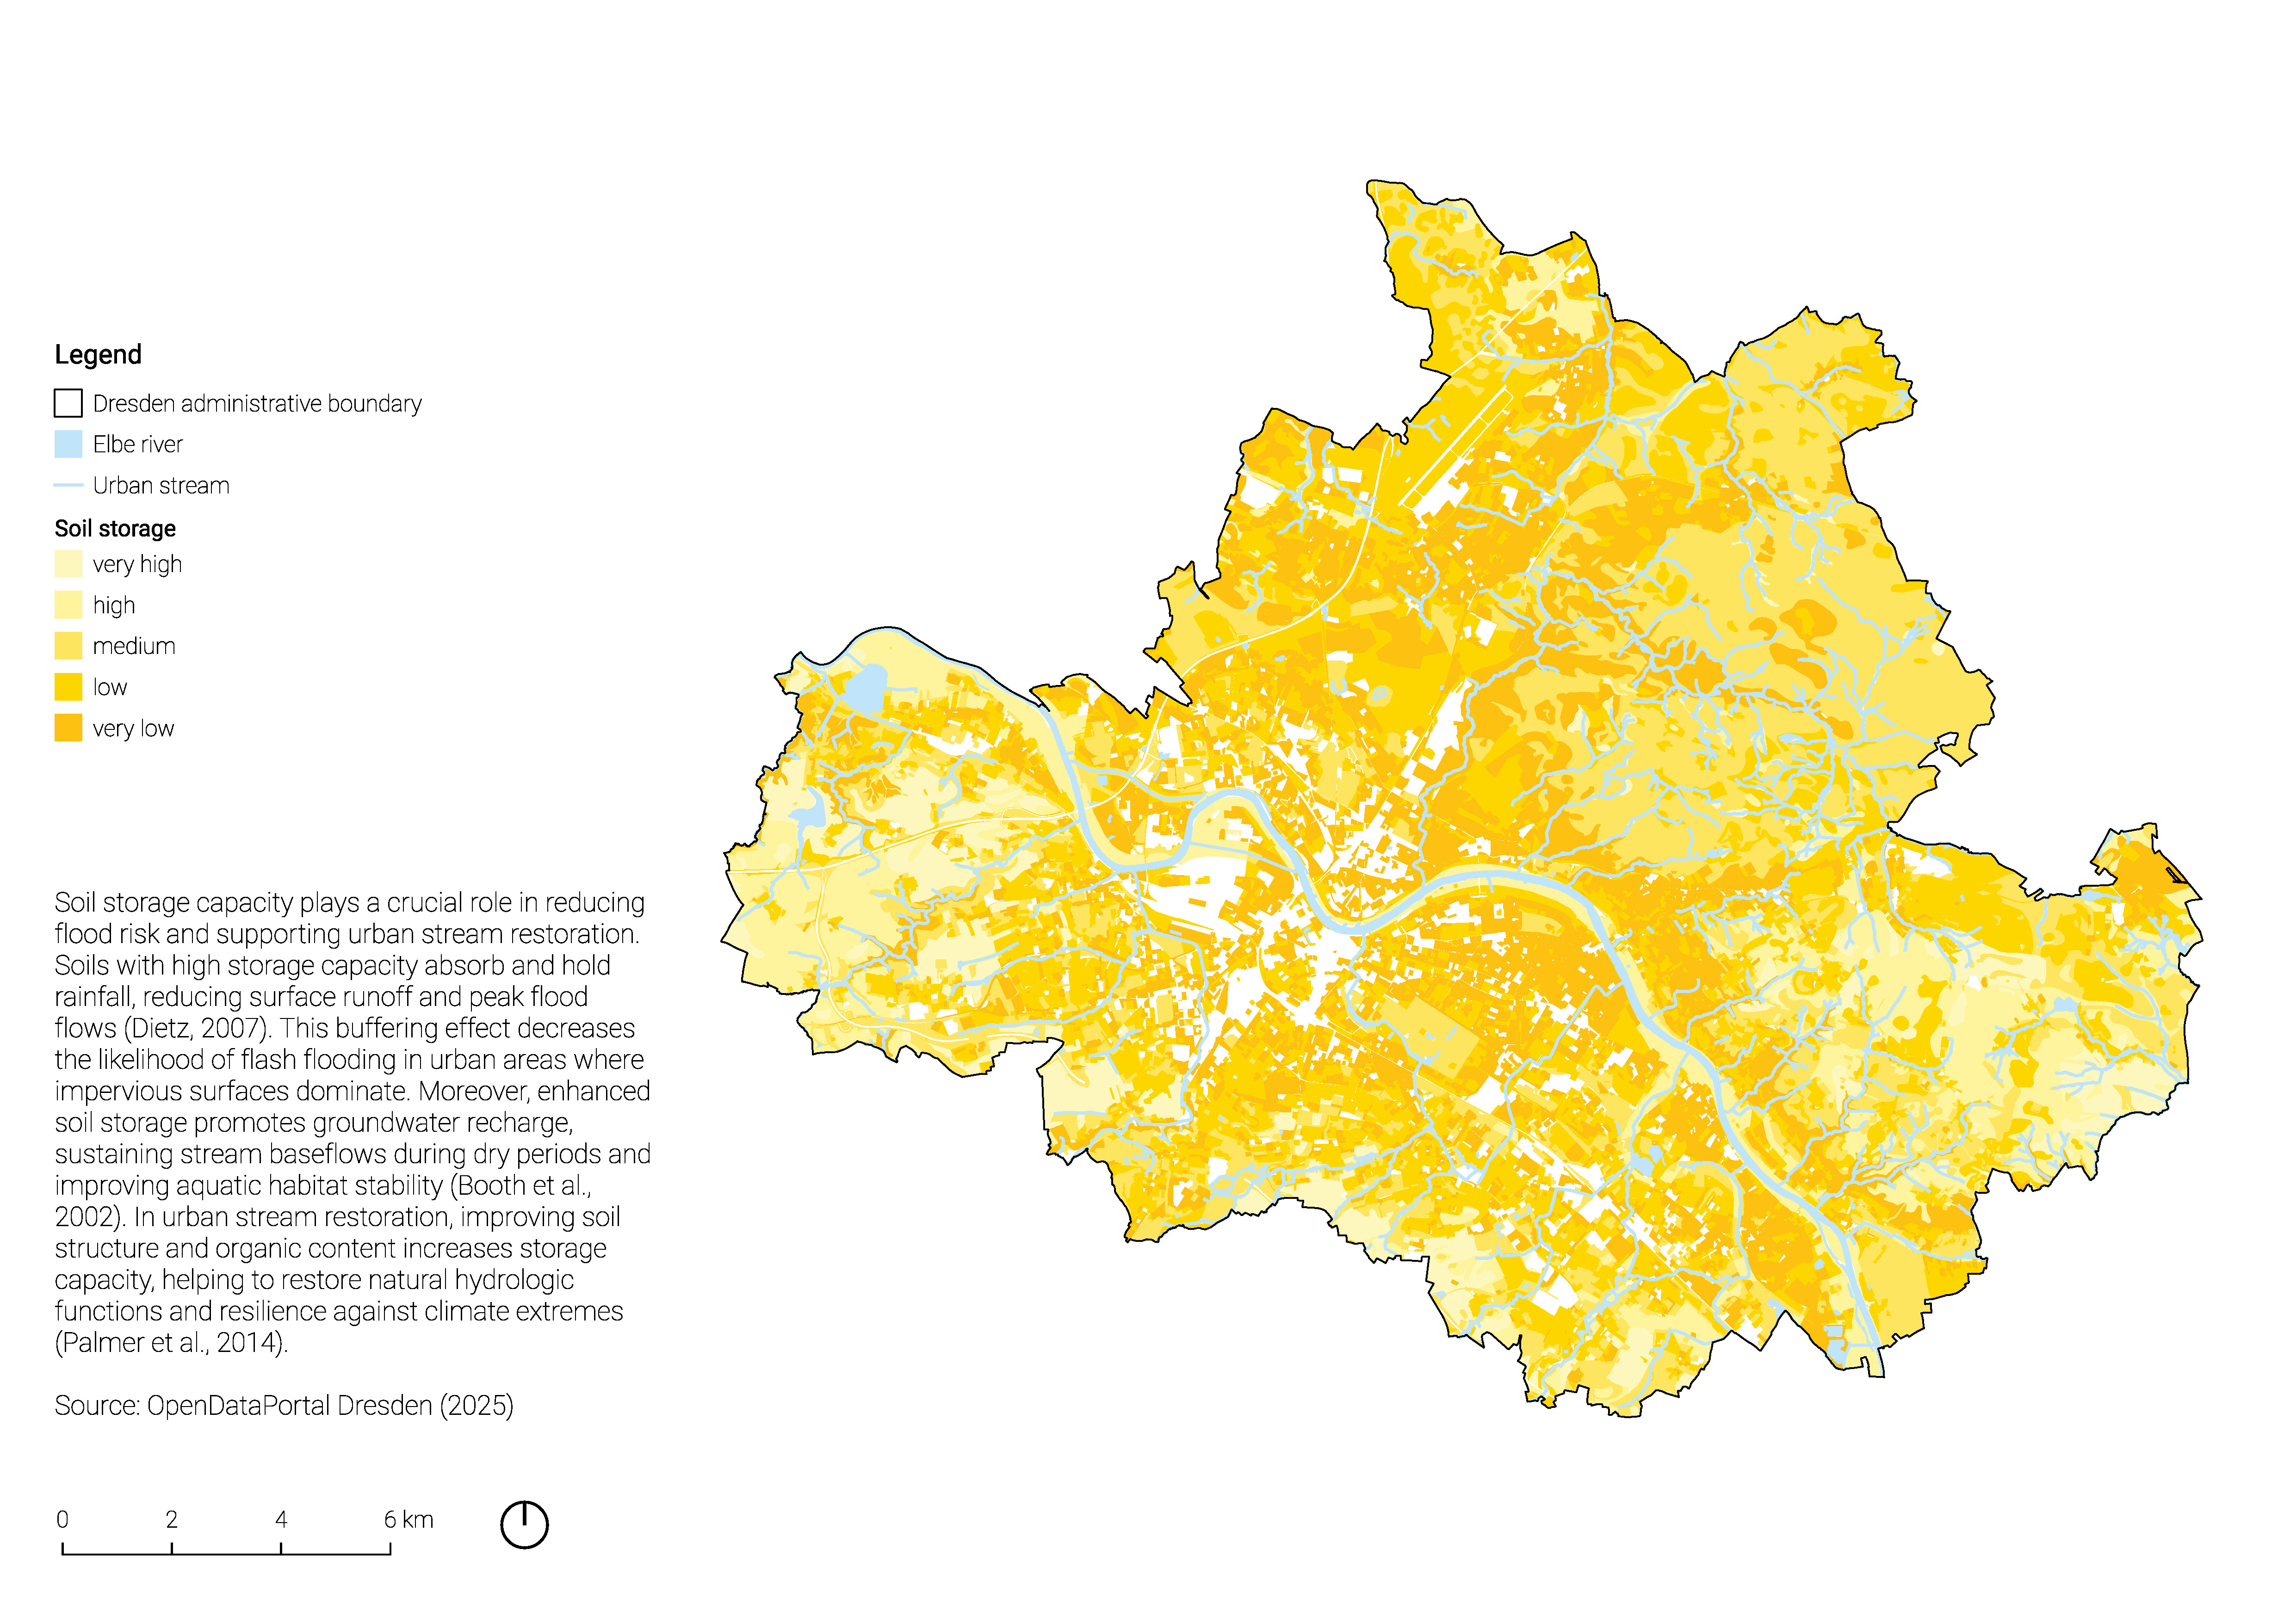 Legend
Dresden administrative boundary
Elbe river
Urban stream
Soil storage
very high
high
medium
low
very low
Soil storage capacity plays a crucial role in reducing
flood risk and supporting urban stream restoration.
Soils with high storage capacity absorb and hold
rainfall, reducing surface runoff and peak flood
flows (Dietz, 2007). This buffering effect decreases
the likelihood of flash flooding in urban areas where
impervious surfaces dominate. Moreover, enhanced
soil storage promotes groundwater recharge,
sustaining stream baseflows during dry periods and
improving aquatic habitat stability (Booth et al.,
2002). In urban stream restoration, improving soil
structure and organic content increases storage
capacity, helping to restore natural hydrologic
functions and resilience against climate extremes
(Palmer et al., 2014).
Source: OpenDataPortal Dresden (2025)
0 2 4 6 km